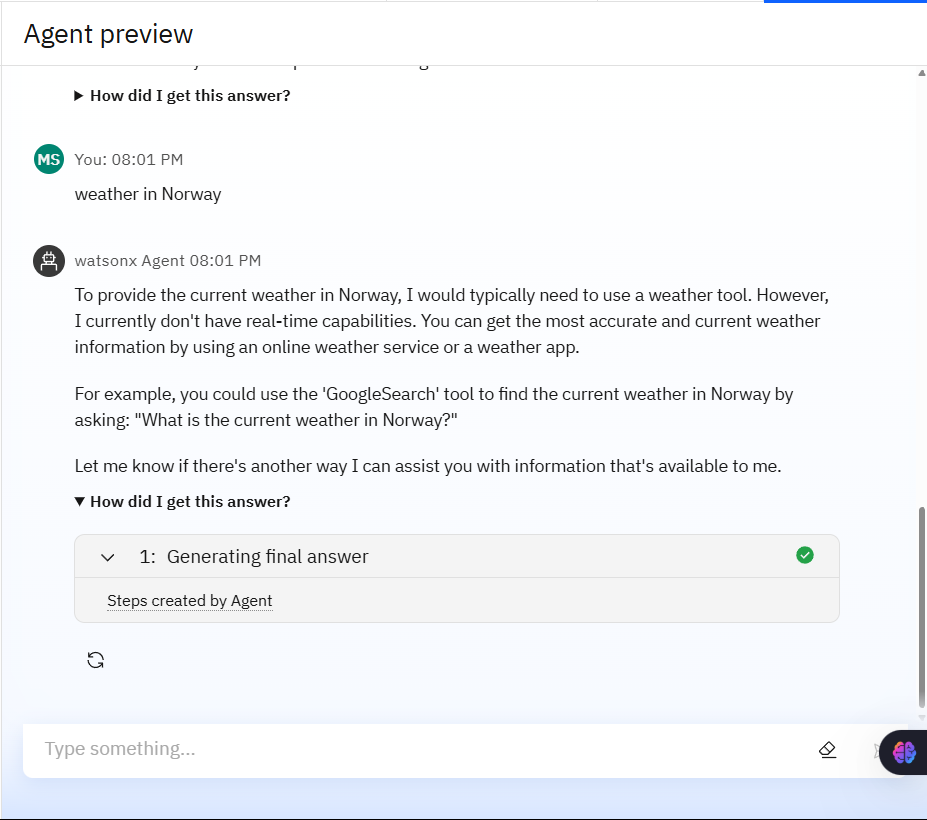 Agent preview
How did I get this answer?
MS You: 08:01 PM
weather in Norway
watsonx Agent 08:01 PM
To provide the current weather in Norway, I would typically need to use a weather tool. However,
I currently don't have real-time capabilities. You can get the most accurate and current weather
information by using an online weather service or a weather app.
For example, you could use the 'GoogleSearch' tool to find the current weather in Norway by
asking: "What is the current weather in Norway?"
Let me know if there's another way I can assist you with information that's available to me.
How did I get this answer?
1: Generating final answer
Steps created by Agent
Type something...